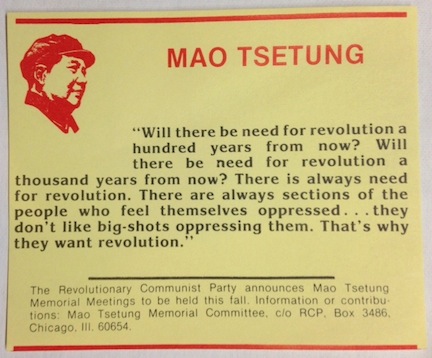 MAO TSETUNG
"Will there be need for revolution a
hundred years from now? Will
there be need for revolution a
thousand years from now? There is always need
for revolution. There are always sections of the
people who feel themselves oppressed . . . they
don't like big-shots oppressing them. That's why
they want revolution."
The Revolutionary Communist Party announces Mao Tsetung
Memorial Meetings to be held this fall. Information or contribu-
tions: Mao Tsetung Memorial Committee, c/o RCP, Box 3486,
Chicago, Ill. 60654.